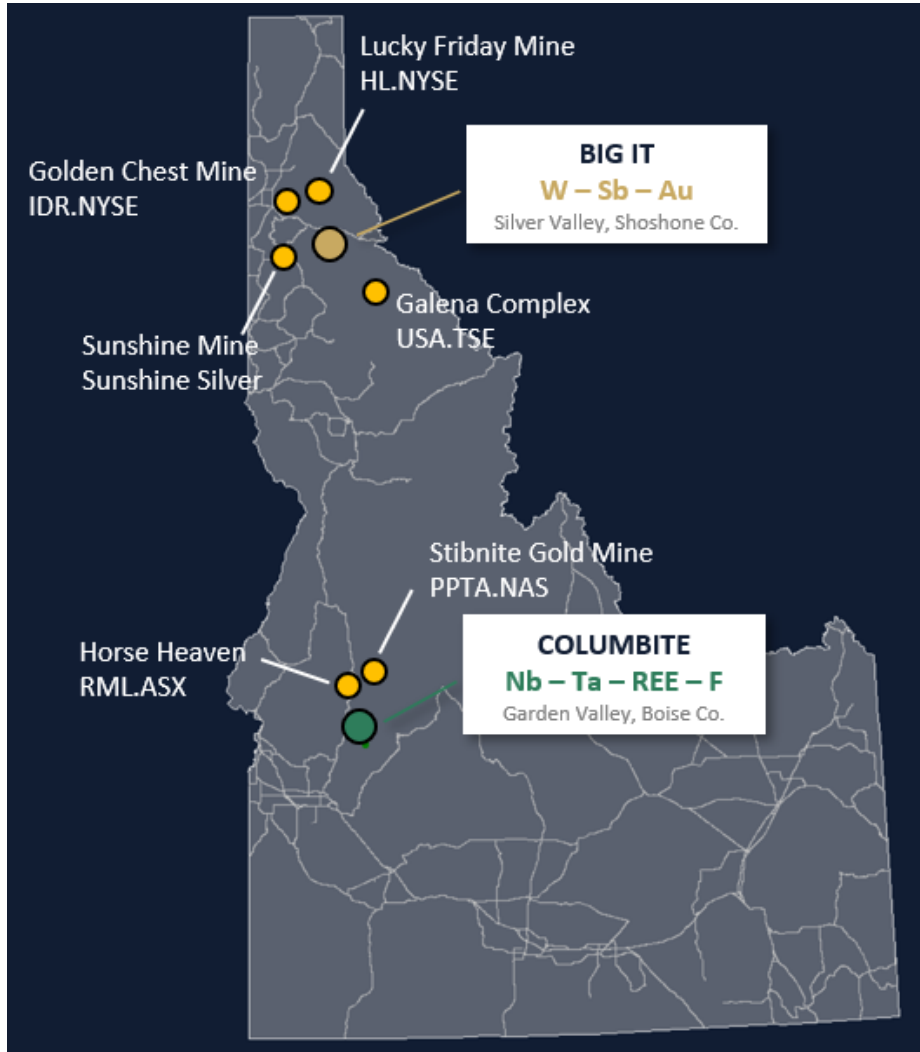 Lucky Friday Mine
HL.NYSE
BIG IT
W – Sb – Au
Silver Valley, Shoshone Co.
Golden Chest Mine
IDR.NYSE
Galena Complex
USA.TSE
Sunshine Mine
Sunshine Silver
Stibnite Gold Mine
PPTA.NAS
COLUMBITE
Nb – Ta – REE – F
Garden Valley, Boise Co.
Horse Heaven
RML.ASX